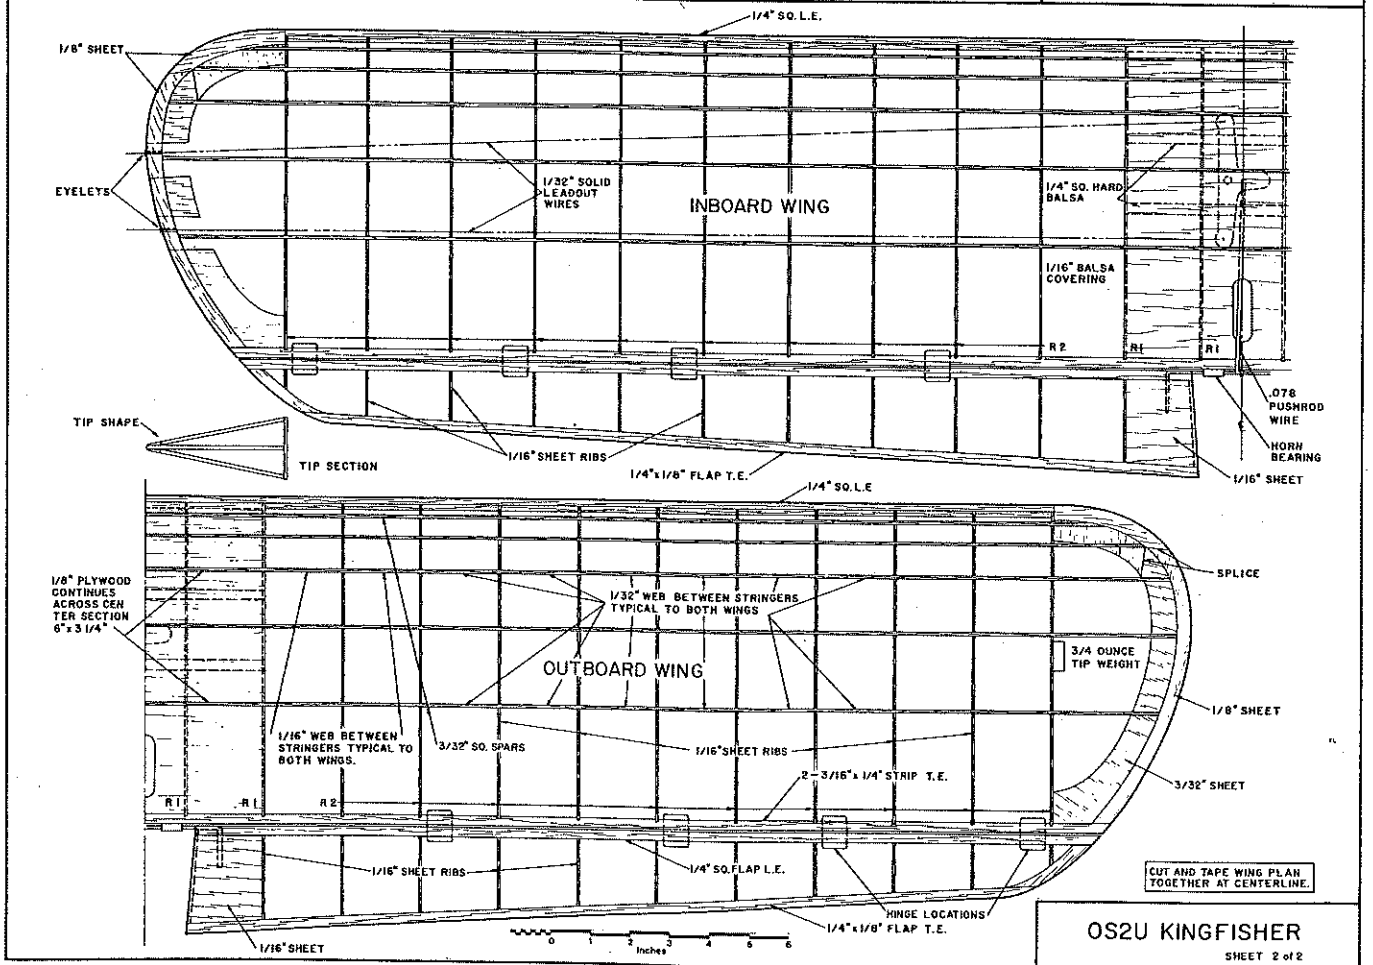 1/4" SQ. L.E.
1/8" SHEET
EYELETS
1/32" SOLID
LEADOUT
WIRES
INBOARD WING
1/4" SQ. HARD
BALSA
1/16" BALSA
COVERING
R2
R1
R1
.078
PUSHROD
WIRE
HORN
BEARING
1/16" SHEET
TIP SHAPE
TIP SECTION
1/16" SHEET RIBS
1/4" x 1/8" FLAP T.E.
1/4" SQ. L.E
1/8" PLYWOOD
CONTINUES
ACROSS CEN
TER SECTION
6" x 3 1/4"
1/32" WEB BETWEEN STRINGERS
TYPICAL TO BOTH WINGS
SPLICE
OUTBOARD WING
3/4 OUNCE
TIP WEIGHT
1/8" SHEET
1/16" WEB BETWEEN
STRINGERS TYPICAL TO
BOTH WINGS.
3/32" SQ. SPARS
1/16" SHEET RIBS
2-3/16" x 1/4" STRIP T.E.
3/32" SHEET
R1
R1
R2
1/16" SHEET RIBS
1/4" SQ. FLAP L.E.
CUT AND TAPE WING PLAN
TOGETHER AT CENTERLINE.
HINGE LOCATIONS
1/4" x 1/8" FLAP T.E.
1/16" SHEET
0 1 2 3 4 5 6
Inches
OS2U KINGFISHER
SHEET 2 of 2